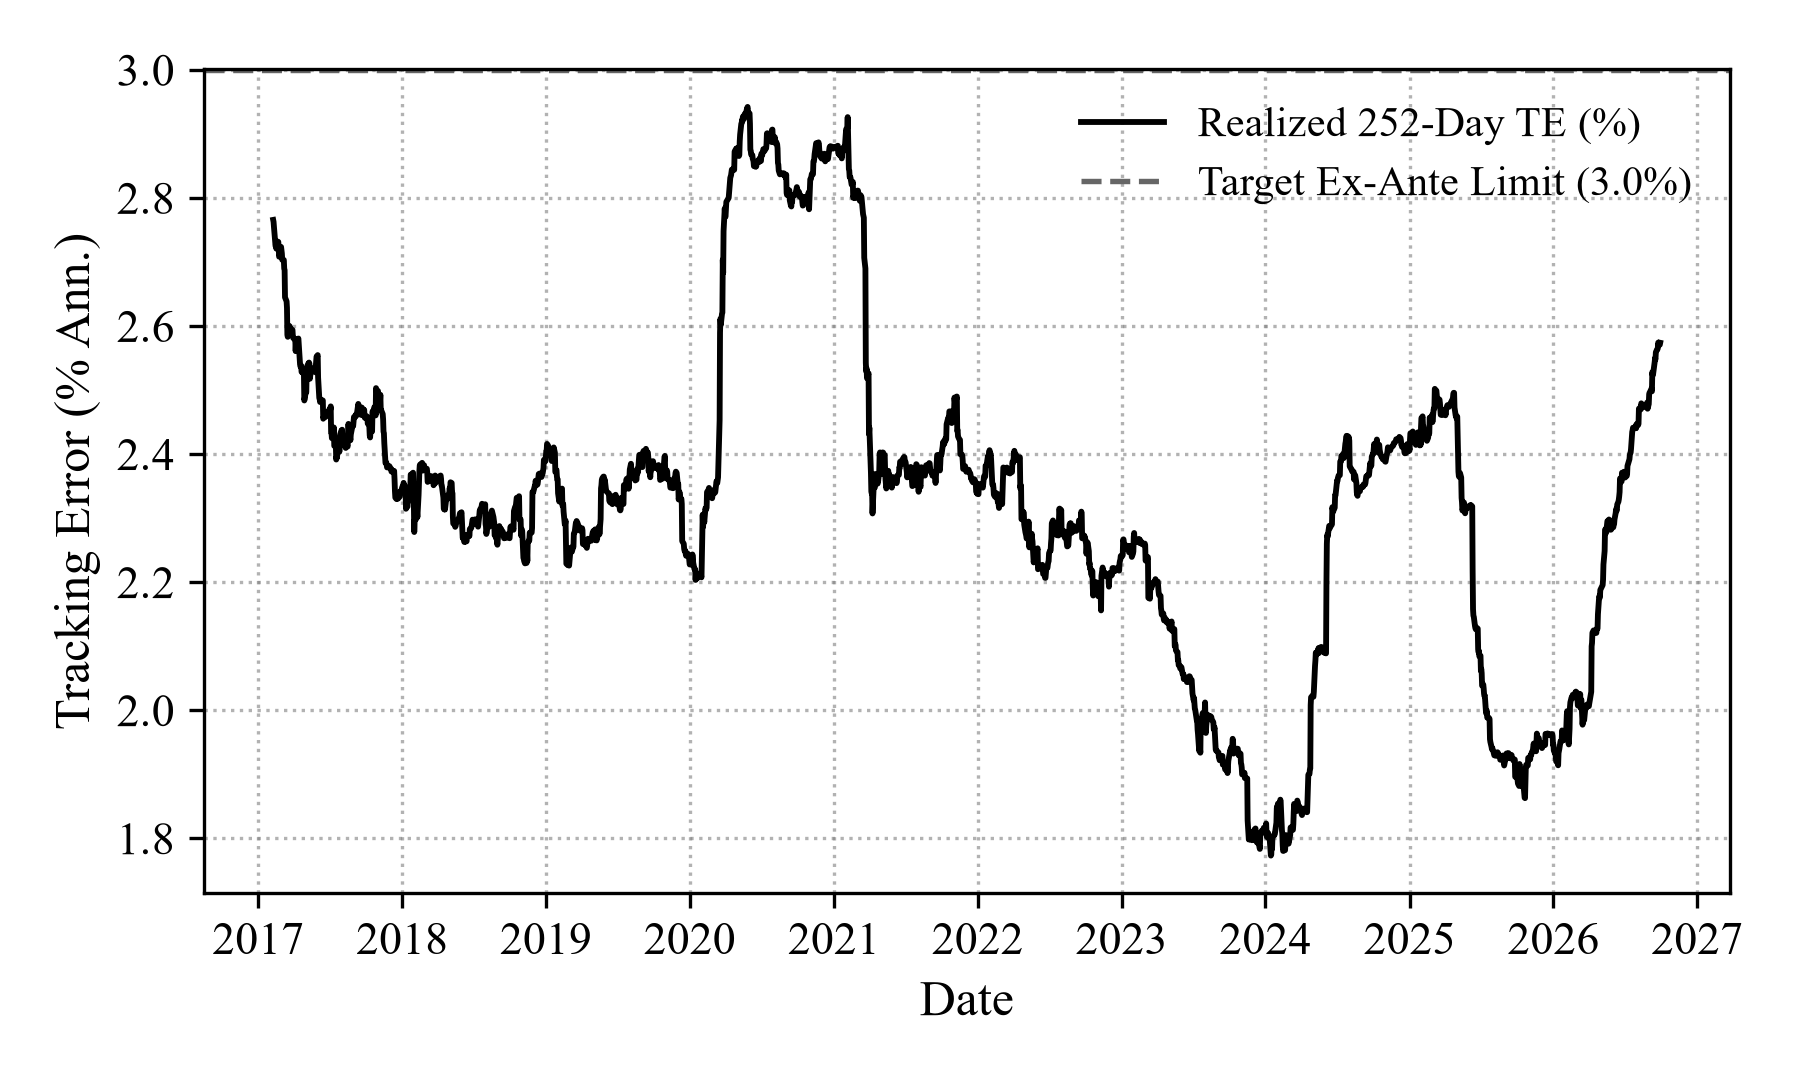 3.0
2.8
2.6
2.4
2.2
2.0
1.8
Tracking Error (% Ann.)
Realized 252-Day TE (%)
Target Ex-Ante Limit (3.0%)
2017 2018 2019 2020 2021 2022 2023 2024 2025 2026 2027
Date